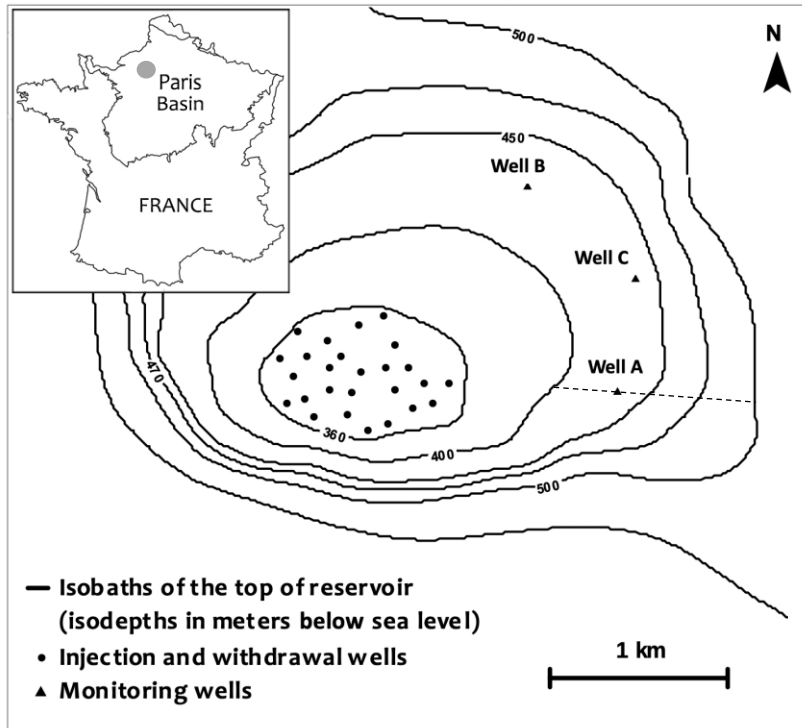 Paris
Basin
FRANCE
500
N
450
Well B
Well C
Well A
470
360
400
500
Isobaths of the top of reservoir
(isodepths in meters below sea level)
Injection and withdrawal wells
Monitoring wells
1 km